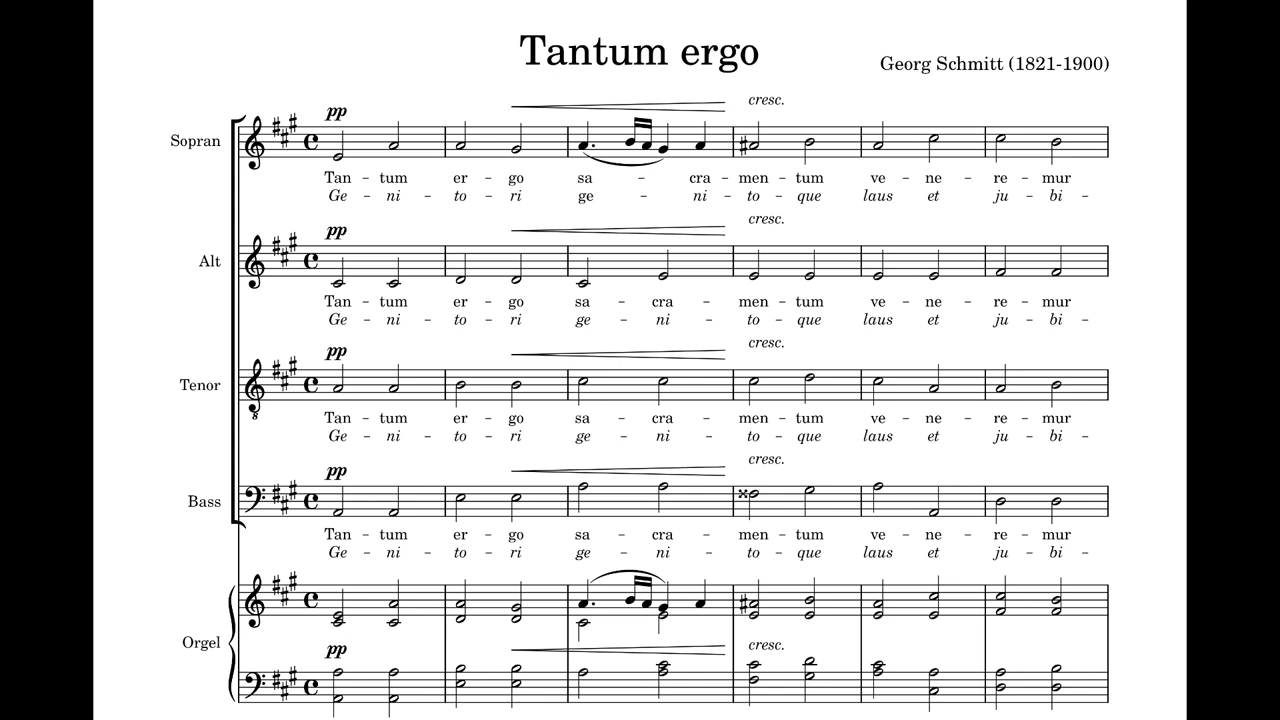 Tantum ergo
Georg Schmitt (1821-1900)
cresc.
pp
Sopran
Tan - tum er - go sa - cra - men - tum ve - ne - re - mur
Ge - ni - to - ri ge - ni - to - que laus et ju - bi -
cresc.
pp
Alt
Tan - tum er - go sa - cra - men - tum ve - ne - re - mur
Ge - ni - to - ri ge - ni - to - que laus et ju - bi -
cresc.
pp
Tenor
8
Tan - tum er - go sa - cra - men - tum ve - ne - re - mur
Ge - ni - to - ri ge - ni - to - que laus et ju - bi -
cresc.
pp
Bass
Tan - tum er - go sa - cra - men - tum ve - ne - re - mur
Ge - ni - to - ri ge - ni - to - que laus et ju - bi -
Orgel
pp cresc.